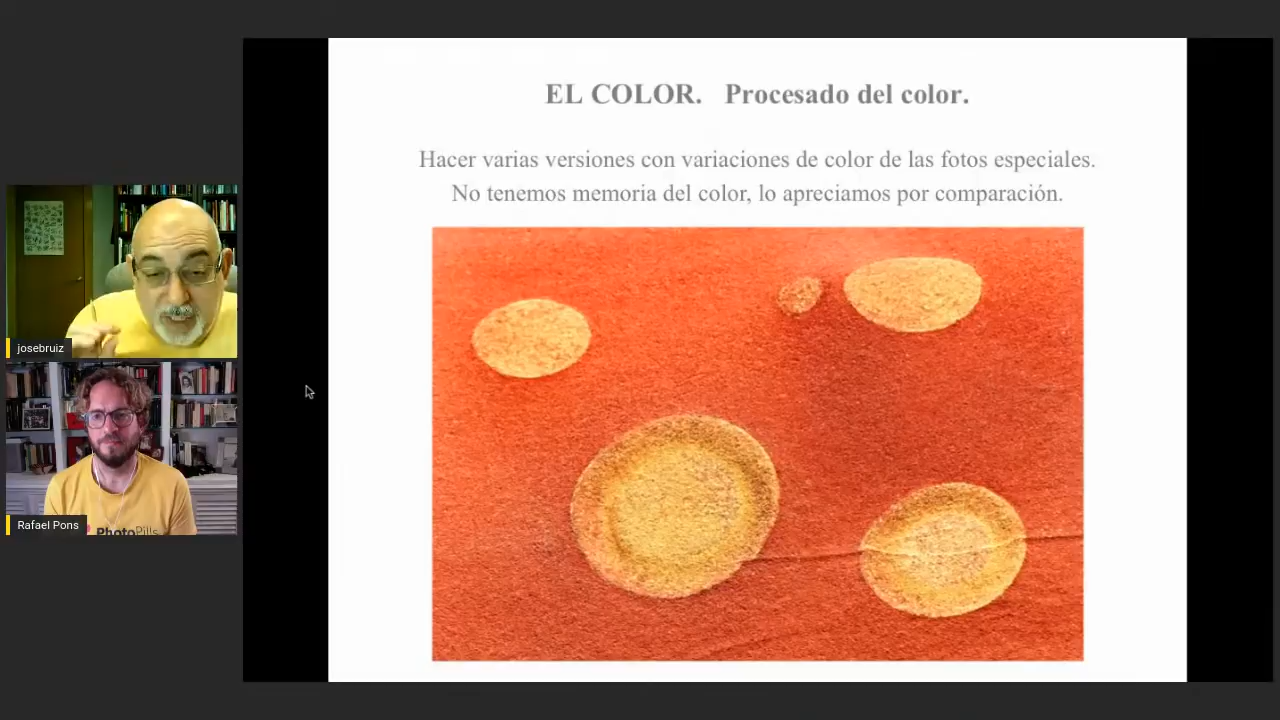 EL COLOR. Procesado del color.
Hacer varias versiones con variaciones de color de las fotos especiales.
No tenemos memoria del color, lo apreciamos por comparación.
josebruiz
Rafael Pons
PhotoPills